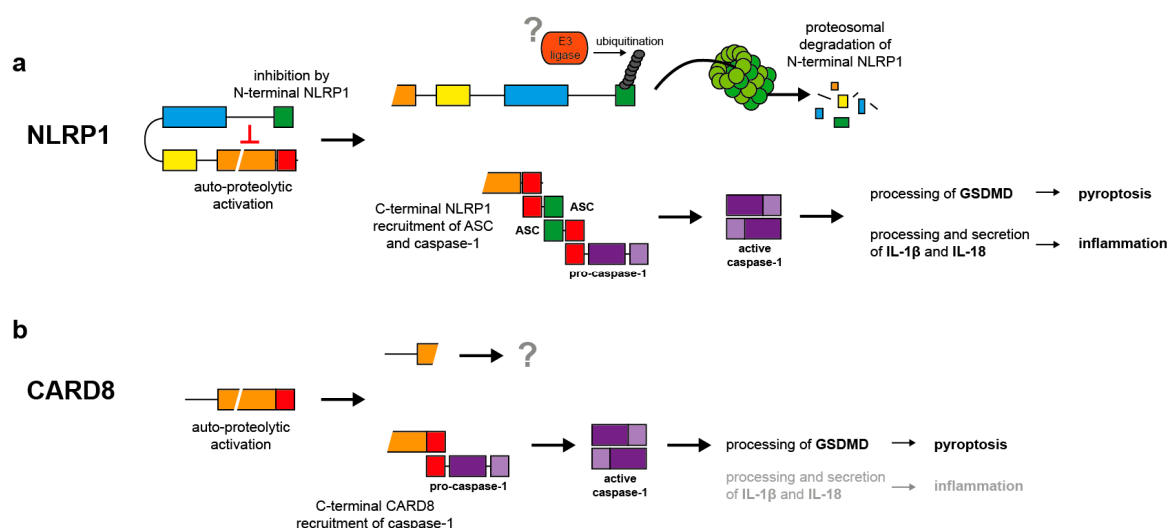 a
NLRP1
inhibition by
N-terminal NLRP1
auto-proteolytic
activation
?
E3
ligase
ubiquitination
proteosomal
degradation of
N-terminal NLRP1
C-terminal NLRP1
recruitment of ASC
and caspase-1
ASC
ASC
pro-caspase-1
active
caspase-1
processing of GSDMD
pyroptosis
processing and secretion
of IL-1β and IL-18
inflammation
b
CARD8
auto-proteolytic
activation
?
C-terminal CARD8
recruitment of caspase-1
pro-caspase-1
active
caspase-1
processing of GSDMD
pyroptosis
processing and secretion
of IL-1β and IL-18
inflammation